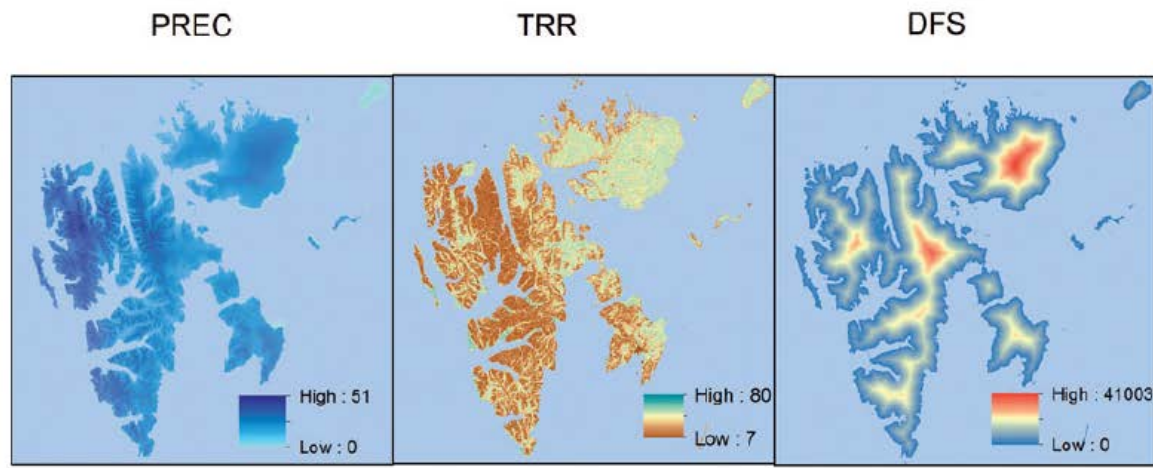 PREC
TRR
DFS
High : 51
Low : 0
High : 80
Low : 7
High : 41003
Low : 0